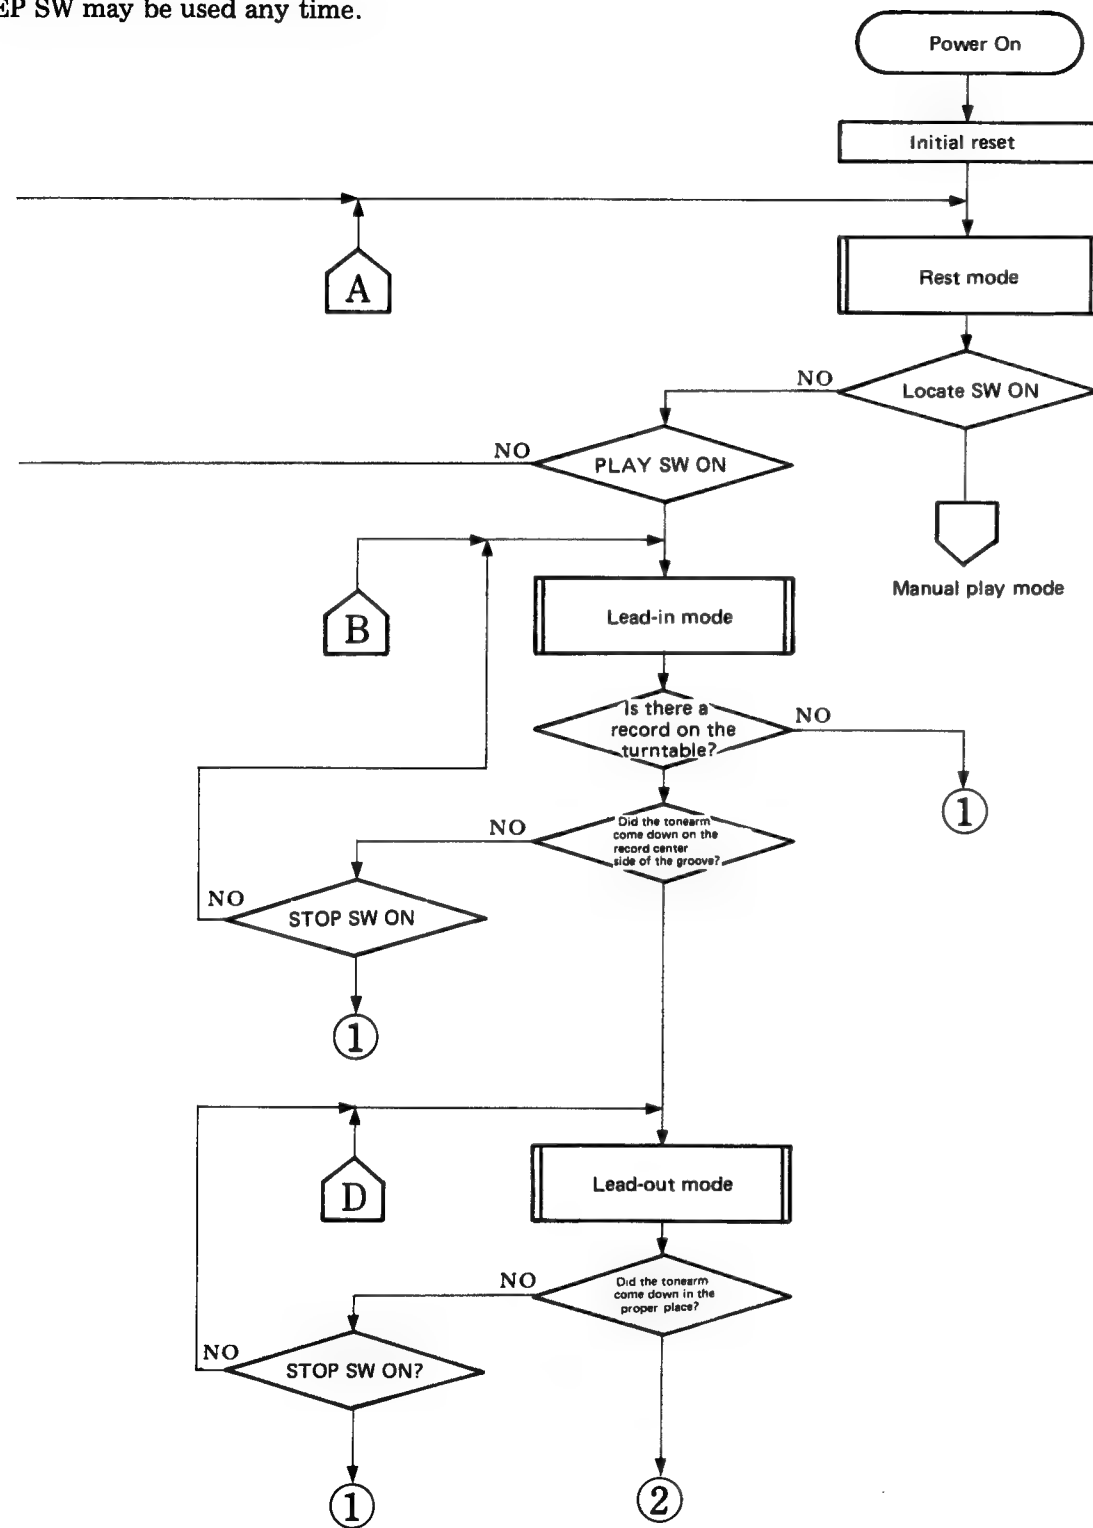 EP SW may be used any time.
Power On
Initial reset
A
Rest mode
NO
Locate SW ON
NO
PLAY SW ON
B
Lead-in mode
Manual play mode
Is there a
record on the
turntable?
NO
1
NO
Did the tonearm
come down on the
record center
side of the groove?
NO
STOP SW ON
1
D
Lead-out mode
NO
Did the tonearm
come down in the
proper place?
NO
STOP SW ON?
1
2